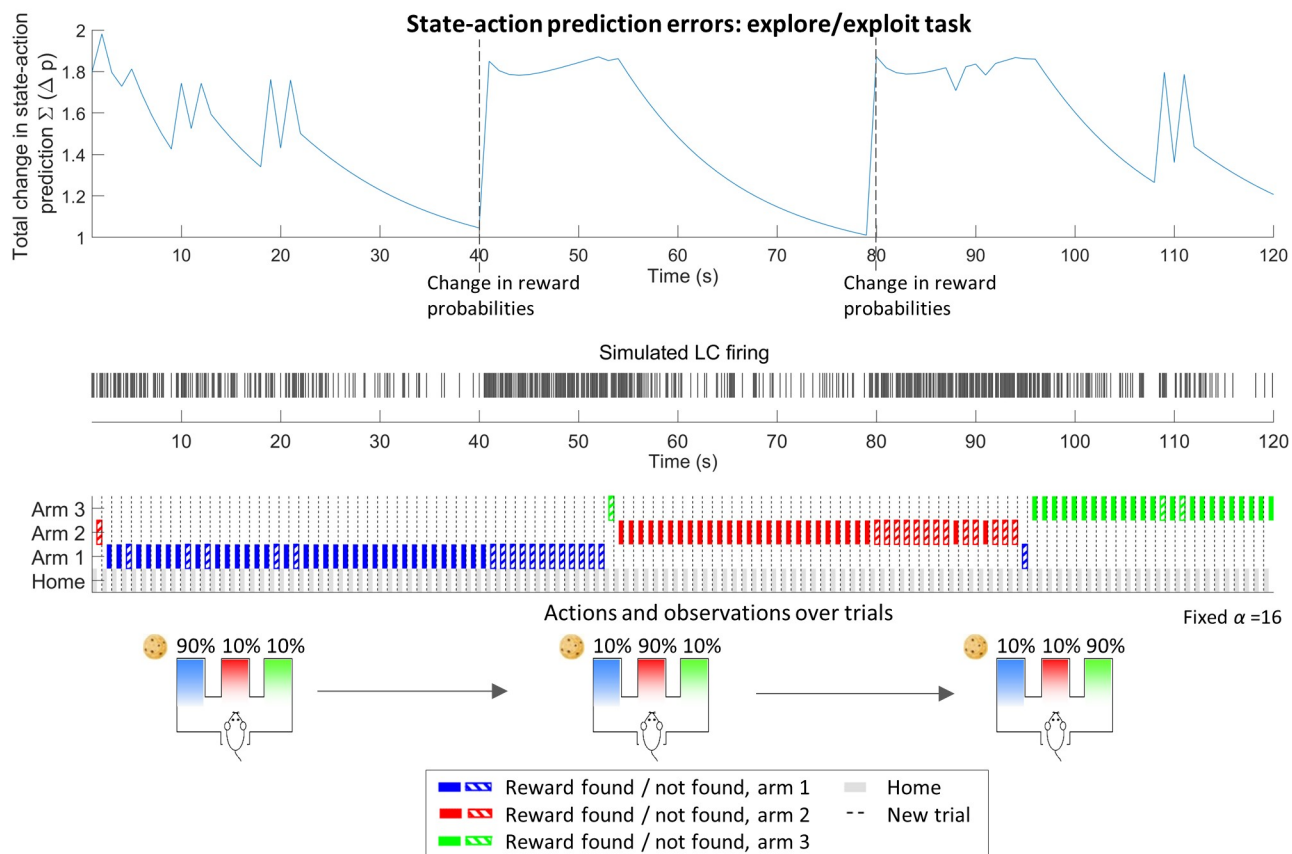 State-action prediction errors: explore/exploit task
Total change in state-action
prediction Σ (Δ p)
2
1.8
1.6
1.4
1.2
1
10 20 30 40 50 60 70 80 90 100 110 120
Time (s)
Change in reward
probabilities
Change in reward
probabilities
Simulated LC firing
10 20 30 40 50 60 70 80 90 100 110 120
Time (s)
Arm 3
Arm 2
Arm 1
Home
Actions and observations over trials
Fixed α =16
90% 10% 10%
10% 90% 10%
10% 10% 90%
Reward found / not found, arm 1
Reward found / not found, arm 2
Reward found / not found, arm 3
Home
New trial